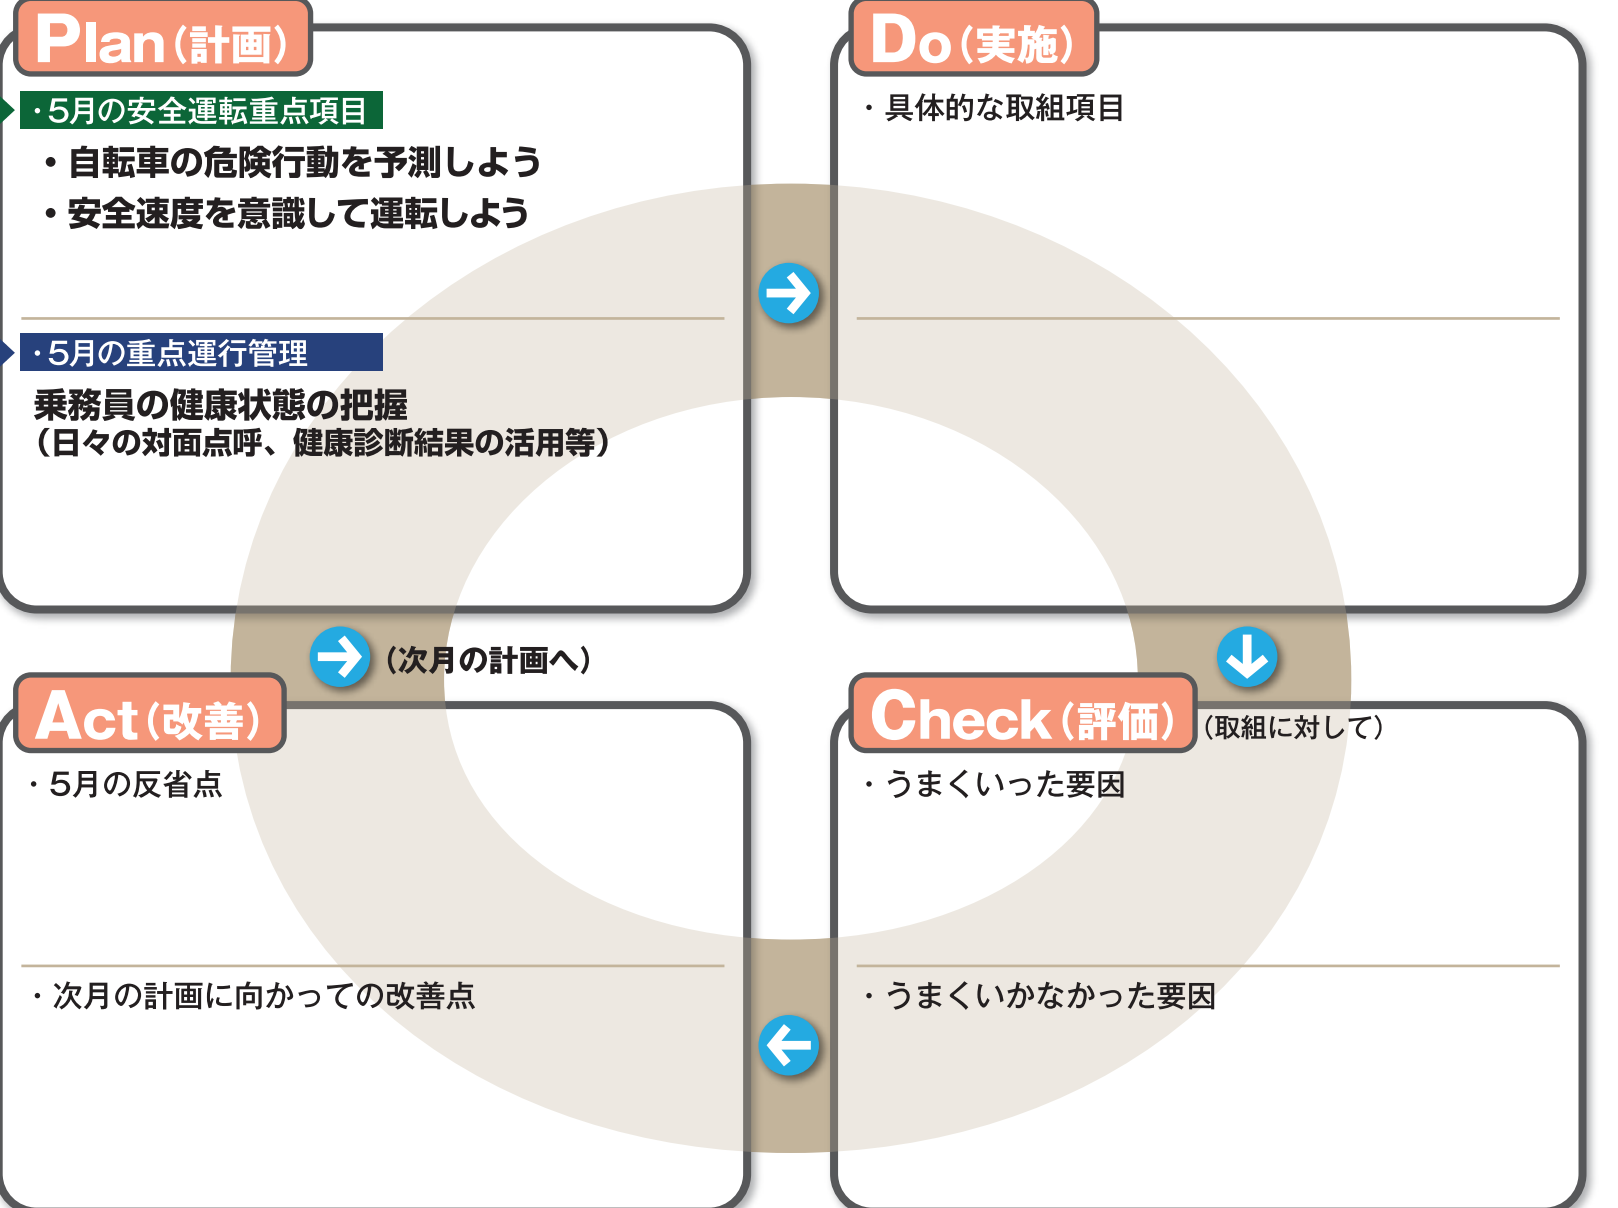 Plan（計画）
・5月の安全運転重点項目
・自転車の危険行動を予測しよう
・安全速度を意識して運転しよう
・5月の重点運行管理
乗務員の健康状態の把握
（日々の対面点呼、健康診断結果の活用等）
Do（実施）
・具体的な取組項目
Check（評価）（取組に対して）
・うまくいった要因
・うまくいかなかった要因
Act（改善）
・5月の反省点
・次月の計画に向かっての改善点
（次月の計画へ）